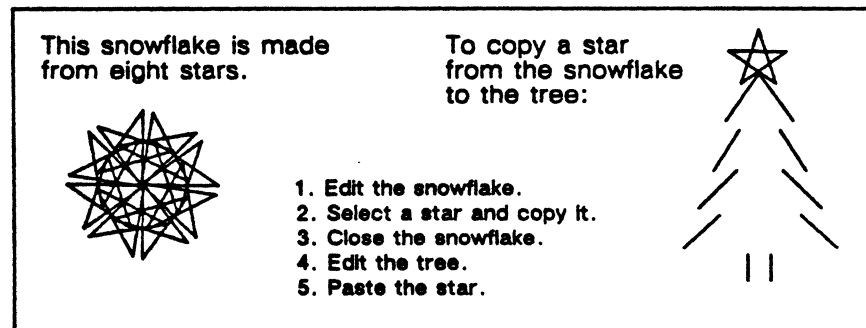 This snowflake is made
from eight stars.
To copy a star
from the snowflake
to the tree:
1. Edit the snowflake.
2. Select a star and copy it.
3. Close the snowflake.
4. Edit the tree.
5. Paste the star.